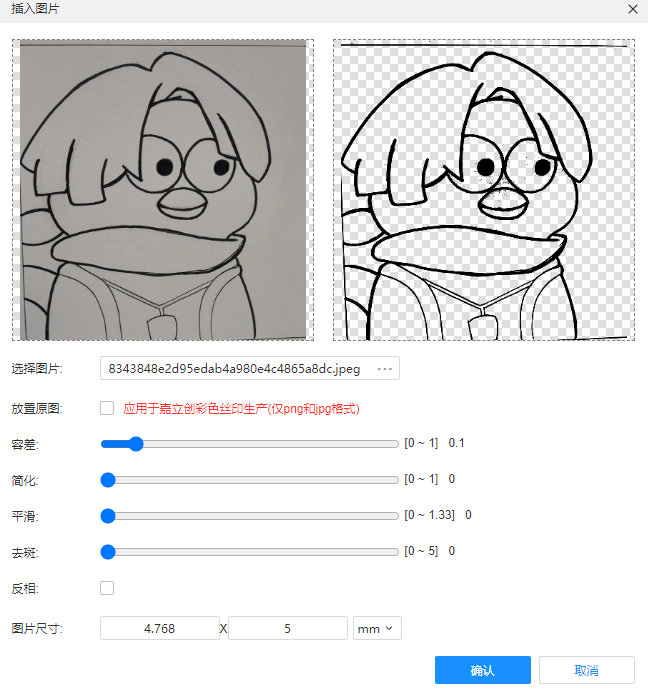 插入图片
选择图片: 8343848e2d95edab4a980e4c4865a8dc.jpeg ···
放置原图: 应用于嘉立创彩色丝印生产(仅png和jpg格式)
容差: [0 ~ 1] 0.1
简化: [0 ~ 1] 0
平滑: [0 ~ 1.33] 0
去斑: [0 ~ 5] 0
反相:
图片尺寸: 4.768 X 5 mm
确认 取消